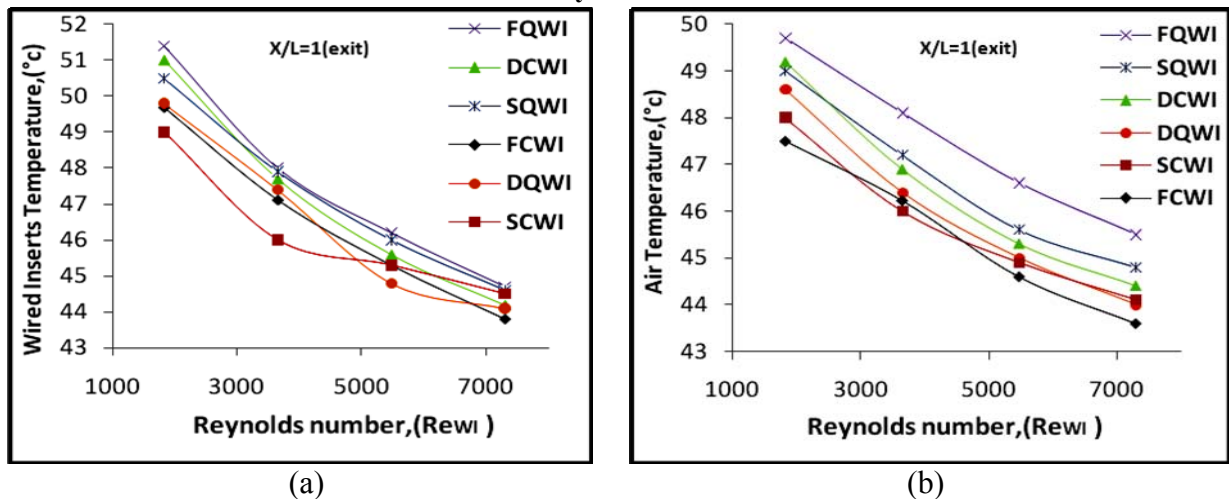 52
51
50
49
48
47
46
45
44
43
Wired Inserts Temperature,(°c)
X/L=1(exit)
FQWI
DCWI
SQWI
FCWI
DQWI
SCWI
1000 3000 5000 7000
Reynolds number,(ReWI )
(a)
50
49
48
47
46
45
44
43
Air Temperature,(°c)
X/L=1(exit)
FQWI
SQWI
DCWI
DQWI
SCWI
FCWI
1000 3000 5000 7000
Reynolds number,(ReWI )
(b)